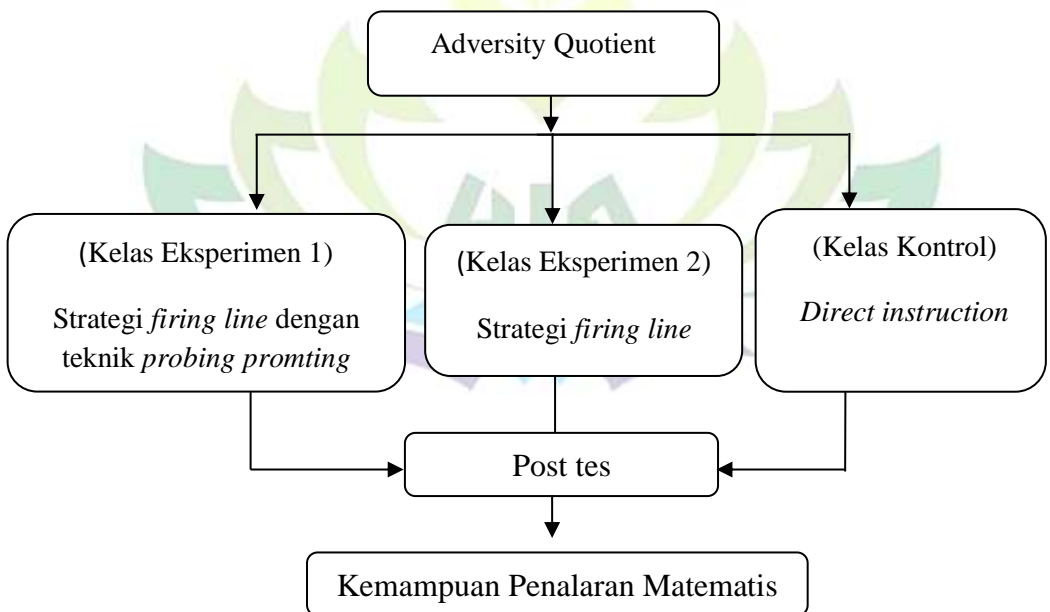 Adversity Quotient
(Kelas Eksperimen 1)
Strategi firing line dengan
teknik probing promting
(Kelas Eksperimen 2)
Strategi firing line
(Kelas Kontrol)
Direct instruction
Post tes
Kemampuan Penalaran Matematis